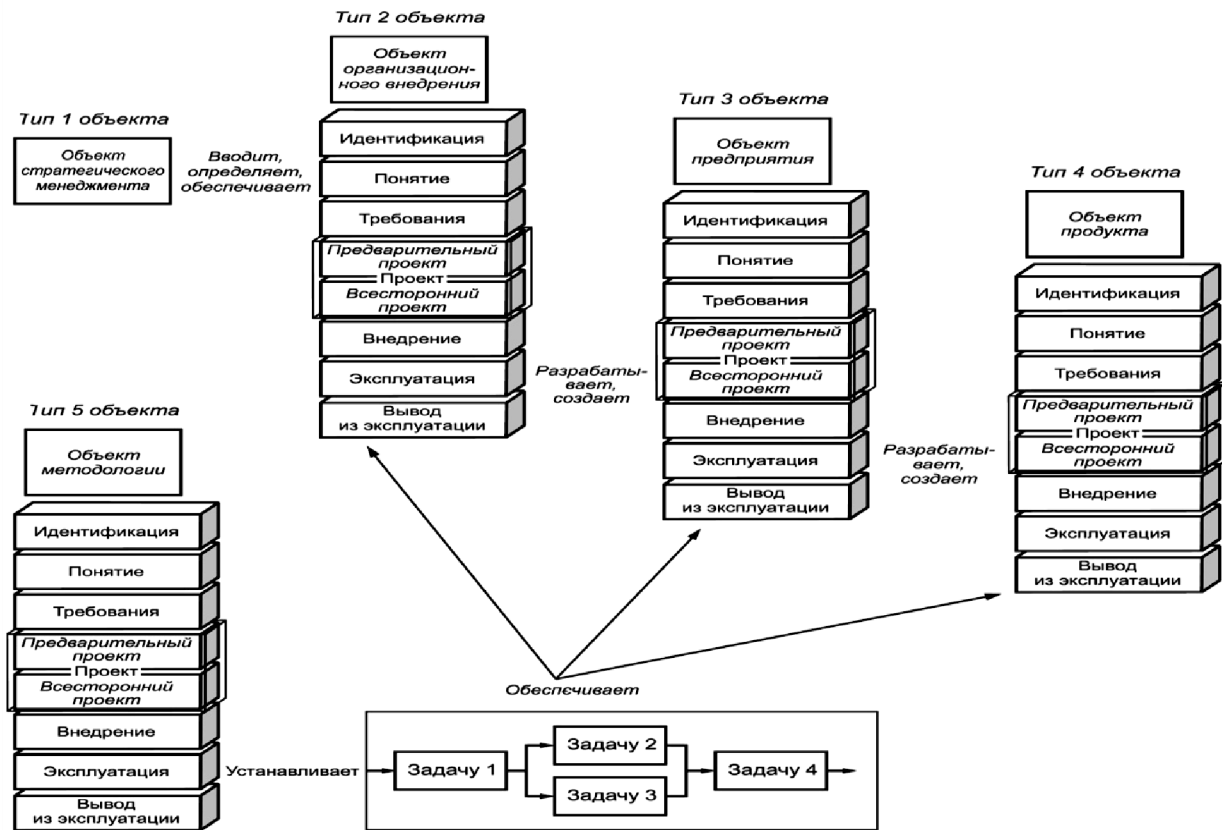 Тип 1 объекта
Объект
стратегического
менеджмента
Вводит,
определяет,
обеспечивает
Тип 2 объекта
Объект
организацион-
ного внедрения
Идентификация
Понятие
Требования
Предварительный
проект
Проект
Всесторонний
проект
Внедрение
Эксплуатация
Вывод
из эксплуатации
Разрабаты-
вает,
создает
Тип 3 объекта
Объект
предприятия
Идентификация
Понятие
Требования
Предварительный
проект
Проект
Всесторонний
проект
Внедрение
Эксплуатация
Вывод
из эксплуатации
Разрабаты-
вает,
создает
Тип 4 объекта
Объект
продукта
Идентификация
Понятие
Требования
Предварительный
проект
Проект
Всесторонний
проект
Внедрение
Эксплуатация
Вывод
из эксплуатации
Тип 5 объекта
Объект
методологии
Идентификация
Понятие
Требования
Предварительный
проект
Проект
Всесторонний
проект
Внедрение
Эксплуатация
Вывод
из эксплуатации
Устанавливает
Обеспечивает
Задачу 1
Задачу 2
Задачу 3
Задачу 4